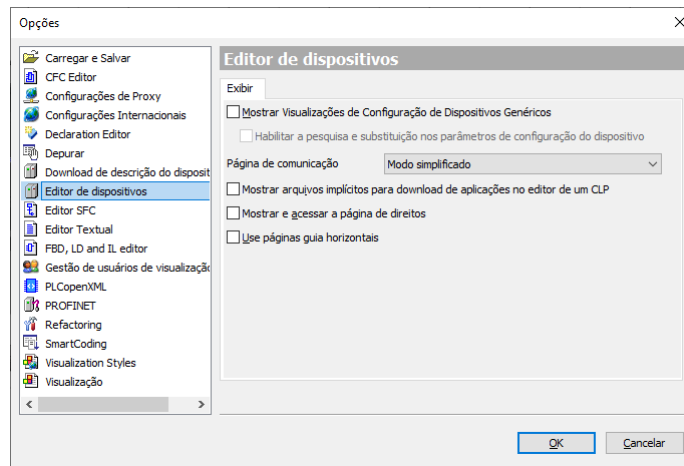 Opções
Carregar e Salvar
CFC Editor
Configurações de Proxy
Configurações Internacionais
Declaration Editor
Depurar
Download de descrição do disposit
Editor de dispositivos
Editor SFC
Editor Textual
FBD, LD and IL editor
Gestão de usuários de visualização
PLCopenXML
PROFINET
Refactoring
SmartCoding
Visualization Styles
Visualização
Editor de dispositivos
Exibir
Mostrar Visualizações de Configuração de Dispositivos Genéricos
Habilitar a pesquisa e substituição nos parâmetros de configuração do dispositivo
Página de comunicação Modo simplificado
Mostrar arquivos implícitos para download de aplicações no editor de um CLP
Mostrar e acessar a página de direitos
Use páginas guia horizontais
OK Cancelar